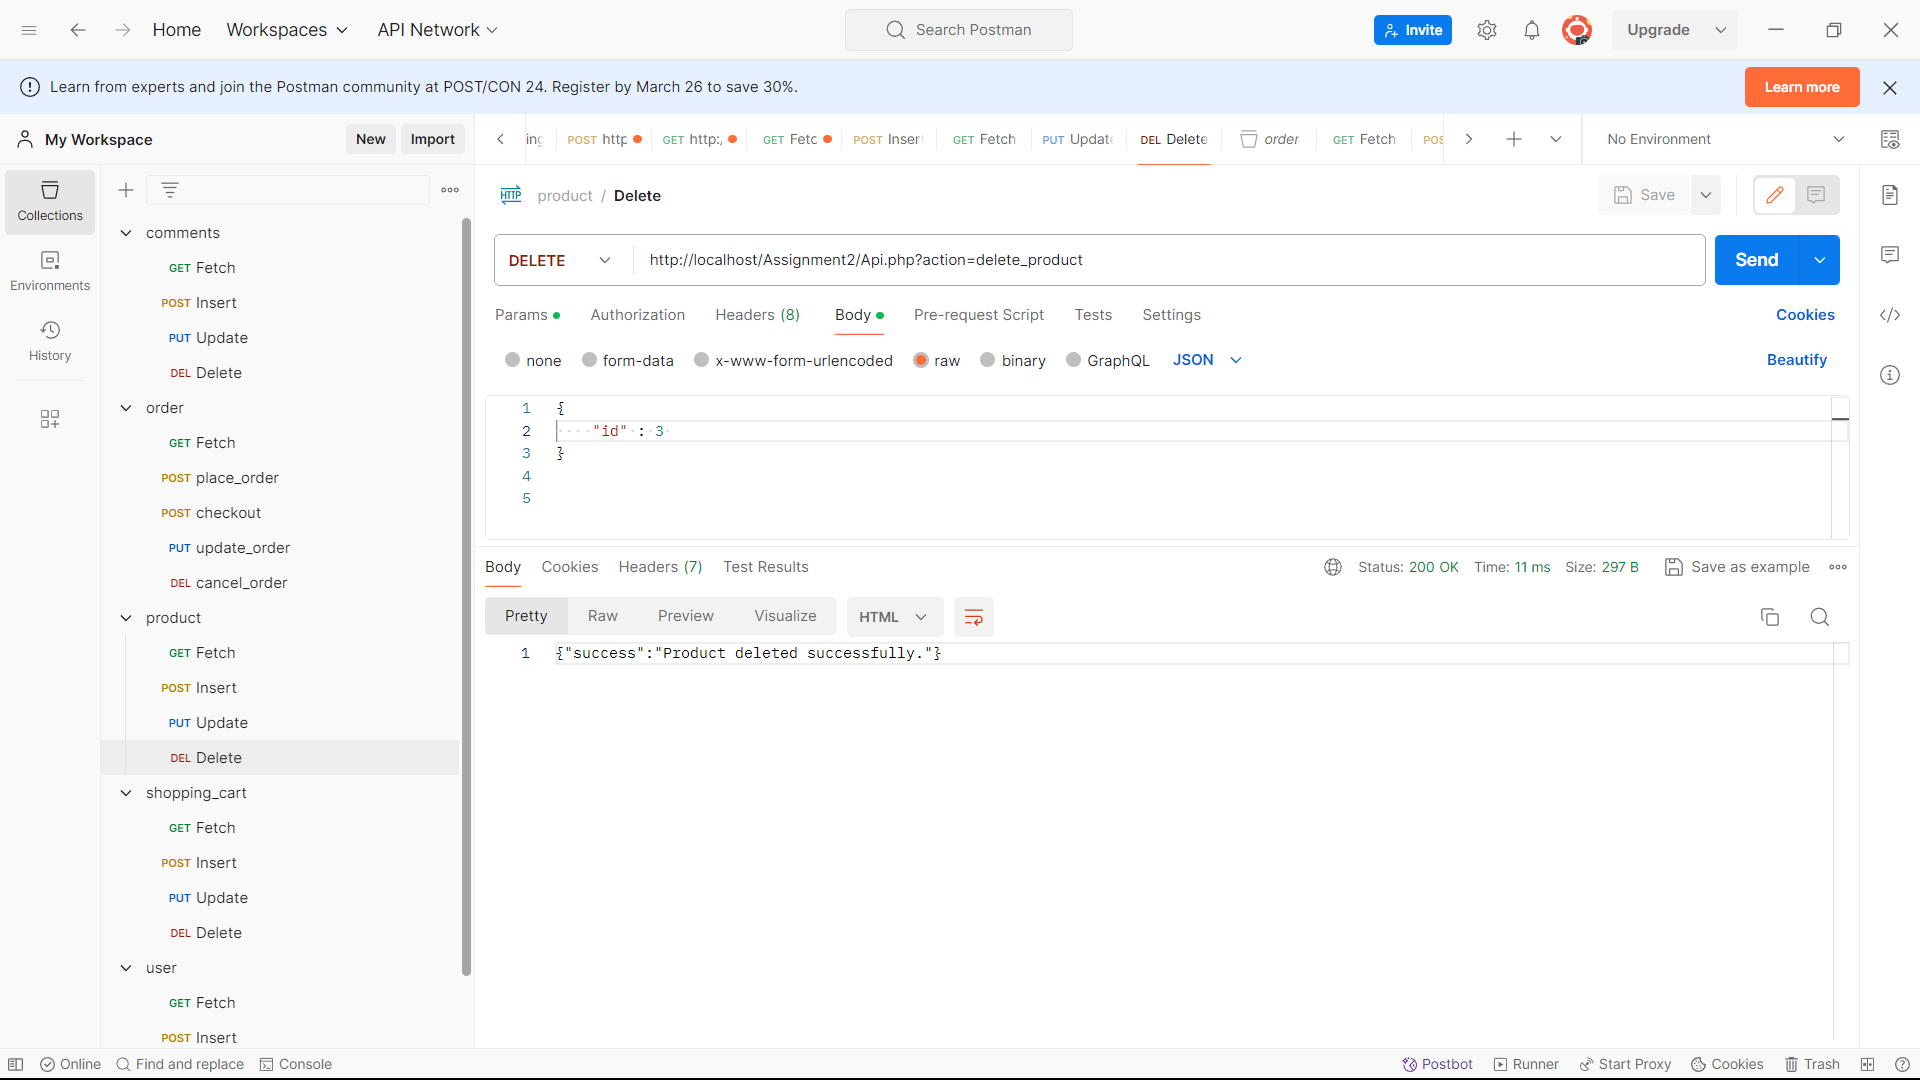 Home Workspaces API Network Search Postman Invite Upgrade
Learn from experts and join the Postman community at POST/CON 24. Register by March 26 to save 30%. Learn more
My Workspace New Import
ing POST http GET http:/ GET Fetc POST Insert GET Fetch PUT Update DEL Delete order GET Fetch POS No Environment
Collections
Environments
History
comments
GET Fetch
POST Insert
PUT Update
DEL Delete
order
GET Fetch
POST place_order
POST checkout
PUT update_order
DEL cancel_order
product
GET Fetch
POST Insert
PUT Update
DEL Delete
shopping_cart
GET Fetch
POST Insert
PUT Update
DEL Delete
user
GET Fetch
POST Insert
HTTP product / Delete Save
DELETE http://localhost/Assignment2/Api.php?action=delete_product Send
Params Authorization Headers (8) Body Pre-request Script Tests Settings Cookies
none form-data x-www-form-urlencoded raw binary GraphQL JSON Beautify
1 {
2 "id" : 3
3 }
4
5
Body Cookies Headers (7) Test Results Status: 200 OK Time: 11 ms Size: 297 B Save as example
Pretty Raw Preview Visualize HTML
1 {"success":"Product deleted successfully."}
Online Find and replace Console Postbot Runner Start Proxy Cookies Trash